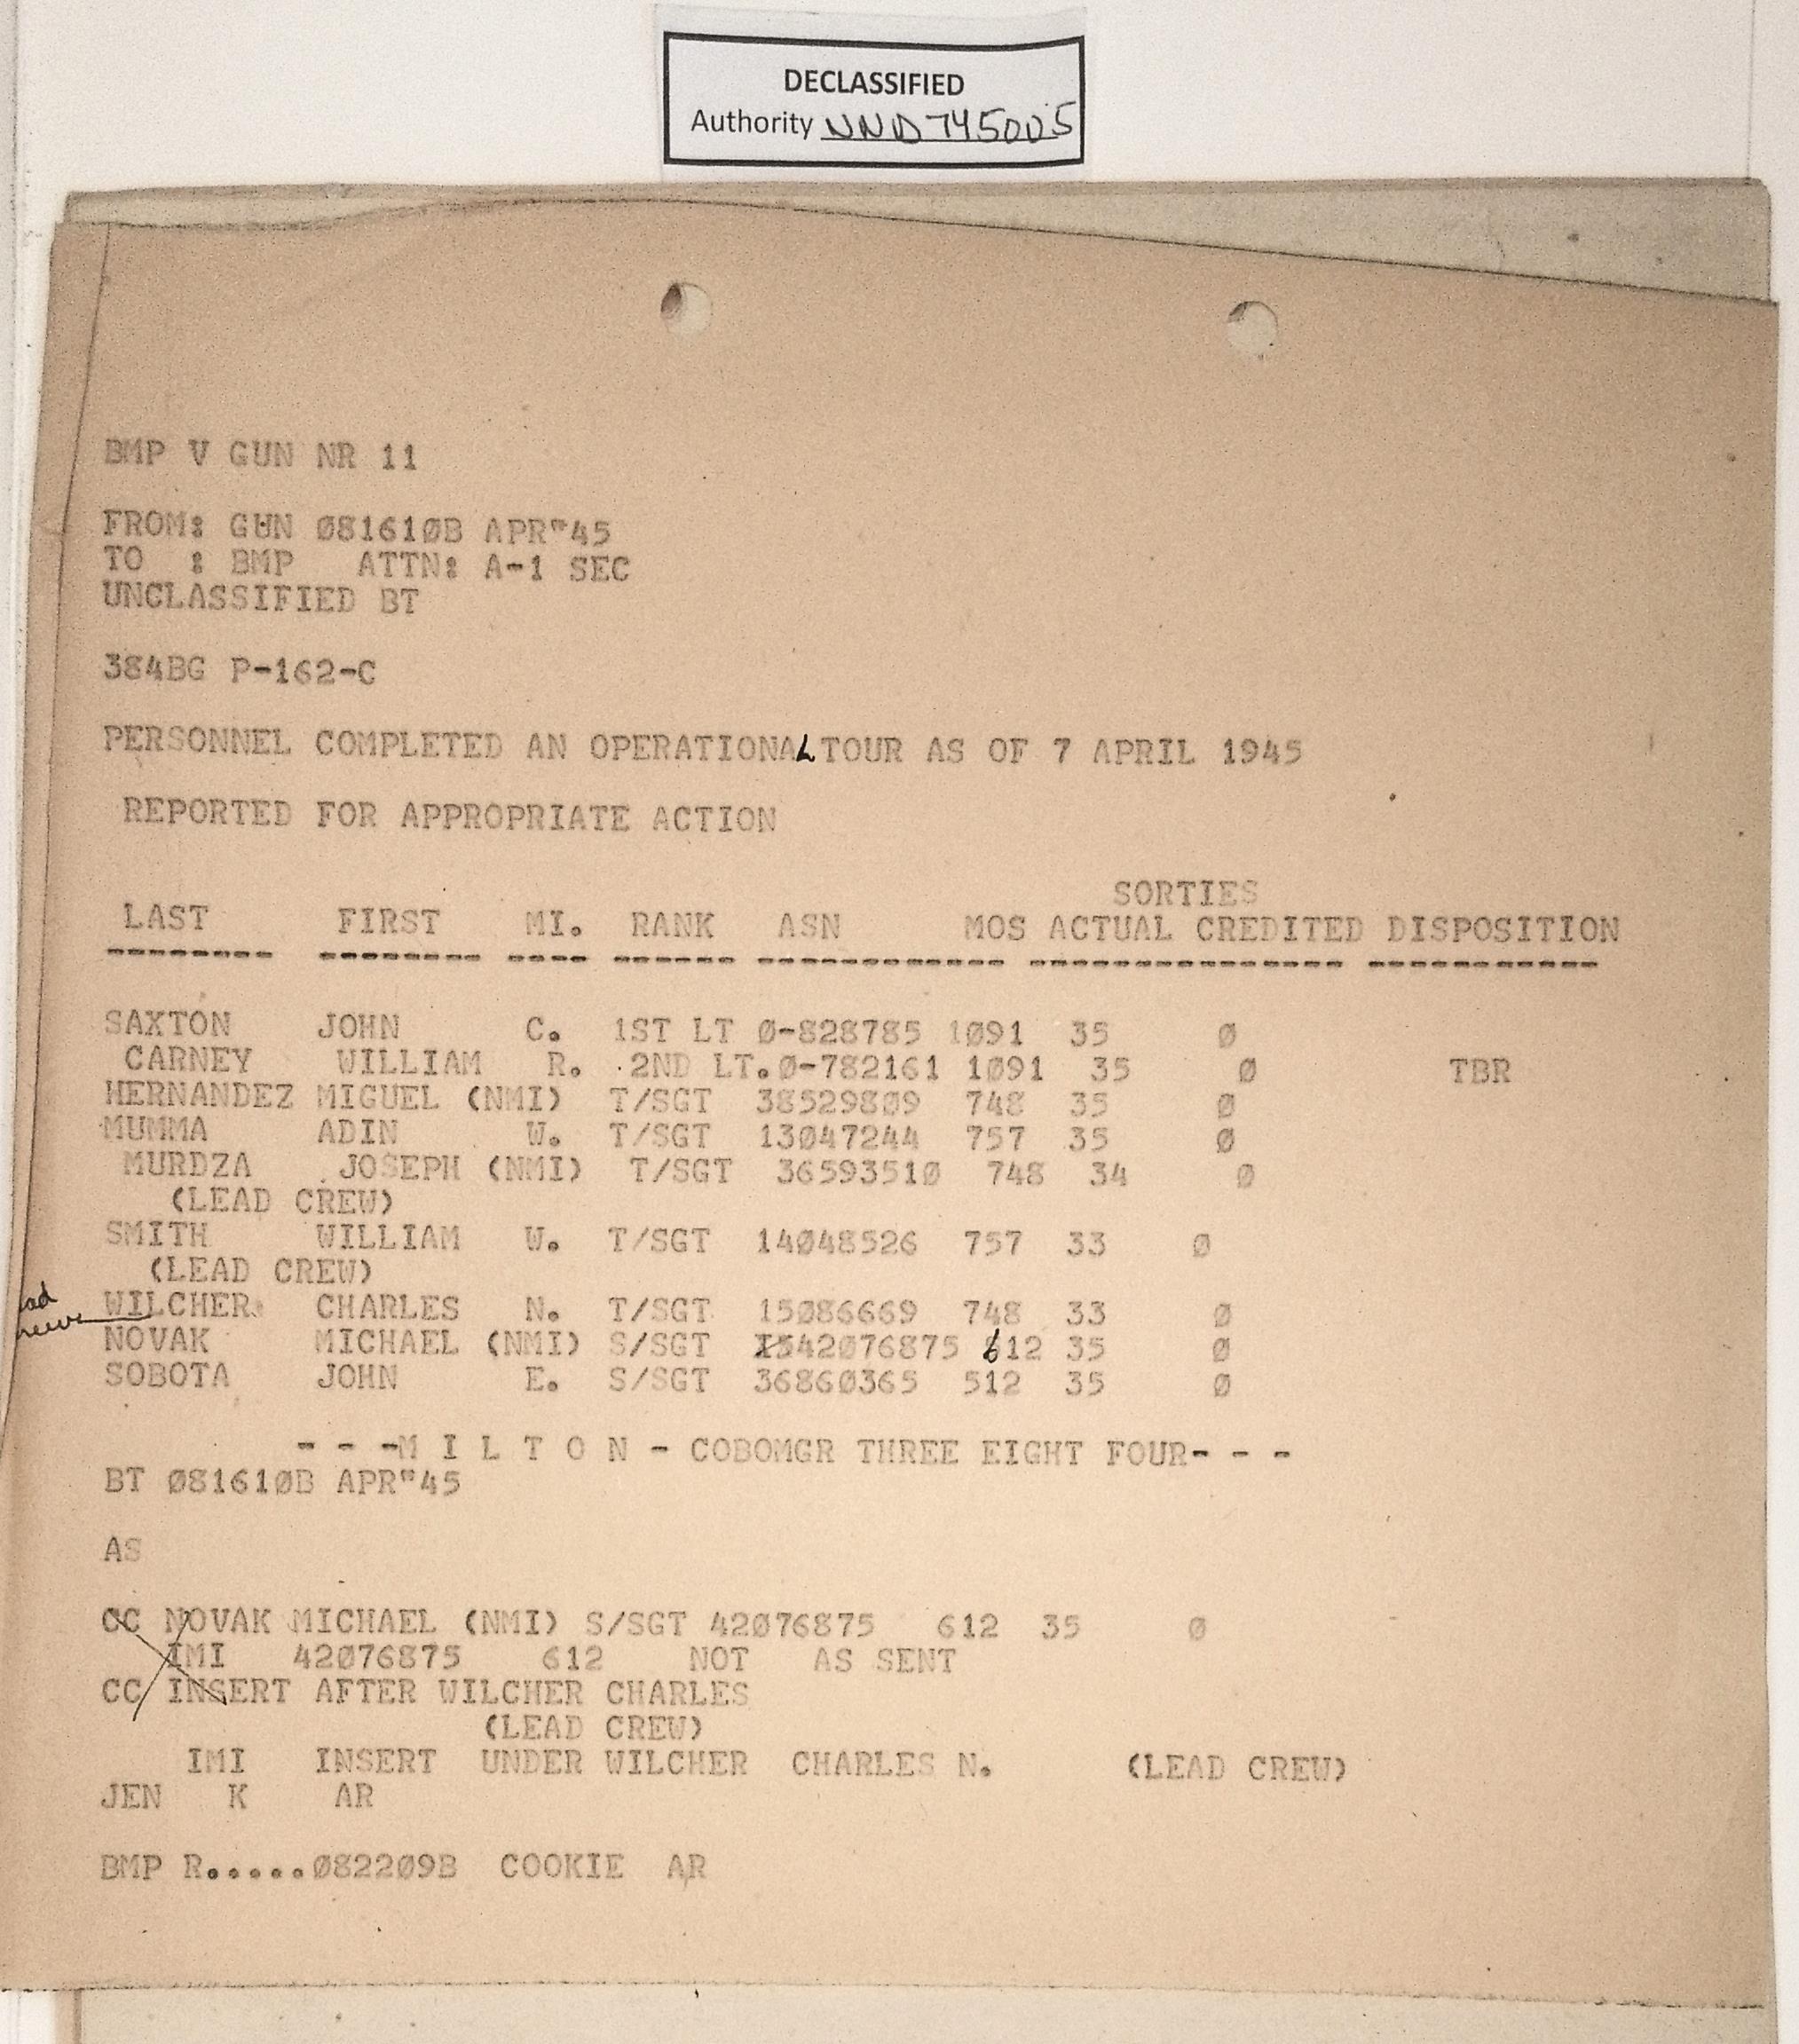 DECLASSIFIED
Authority NND 745005
BMP V GUN NR 11
FROM: GUN Ø8161ØB APR"45
TO : BMP ATTN: A-1 SEC
UNCLASSIFIED BT
384BG P-162-C
PERSONNEL COMPLETED AN OPERATIONAL TOUR AS OF 7 APRIL 1945
REPORTED FOR APPROPRIATE ACTION
SORTIES
LAST FIRST MI. RANK ASN MOS ACTUAL CREDITED DISPOSITION
-------- -------- ---- ------ ------------ --------------- -----------
SAXTON JOHN C. 1ST LT Ø-828785 1Ø91 35 Ø
CARNEY WILLIAM R. 2ND LT. Ø-782161 1Ø91 35 Ø TBR
HERNANDEZ MIGUEL (NMI) T/SGT 385298Ø9 748 35 Ø
MUMMA ADIN W. T/SGT 13Ø47244 757 35 Ø
MURDZA JOSEPH (NMI) T/SGT 3659351Ø 748 34 Ø
(LEAD CREW)
SMITH WILLIAM W. T/SGT 14Ø48526 757 33 Ø
(LEAD CREW)
WILCHER CHARLES N. T/SGT 15Ø86669 748 33 Ø
NOVAK MICHAEL (NMI) S/SGT 42Ø76875 612 35 Ø
SOBOTA JOHN E. S/SGT 3686Ø365 512 35 Ø
- - -M I L T O N - COBOMGR THREE EIGHT FOUR- - -
BT Ø8161ØB APR"45
AS
CC NOVAK MICHAEL (NMI) S/SGT 42Ø76875 612 35 Ø
IMI 42Ø76875 612 NOT AS SENT
CC INSERT AFTER WILCHER CHARLES
(LEAD CREW)
IMI INSERT UNDER WILCHER CHARLES N. (LEAD CREW)
JEN K AR
BMP R.....Ø822Ø9B COOKIE AR